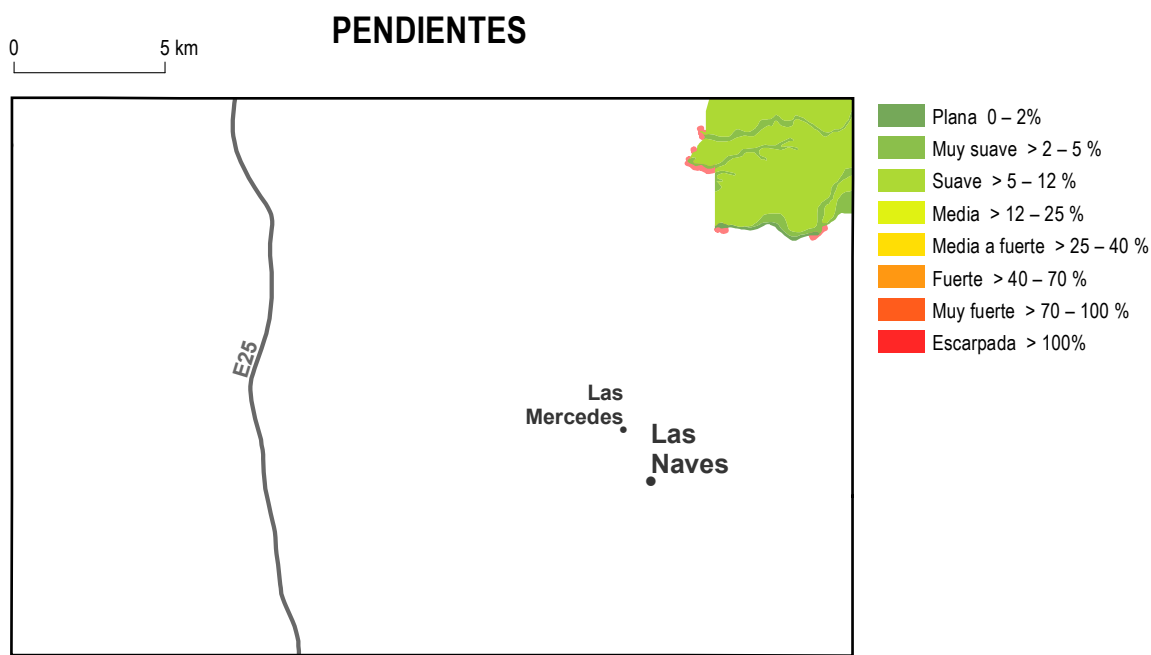 PENDIENTES
0 5 km
Plana 0 – 2%
Muy suave > 2 – 5 %
Suave > 5 – 12 %
Media > 12 – 25 %
Media a fuerte > 25 – 40 %
Fuerte > 40 – 70 %
Muy fuerte > 70 – 100 %
Escarpada > 100%
E25
Las
Mercedes
Las
Naves